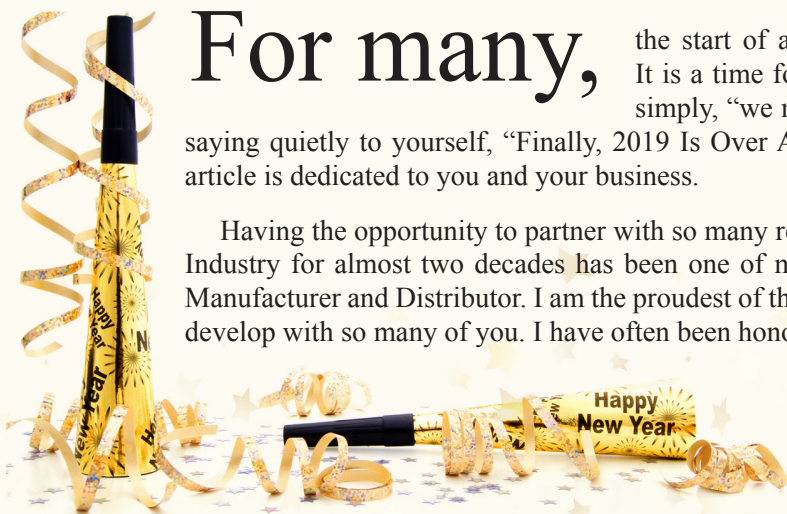 For many,
the start of a
It is a time fo
simply, “we
saying quietly to yourself, “Finally, 2019 Is Over A
article is dedicated to you and your business.
Having the opportunity to partner with so many re
Industry for almost two decades has been one of m
Manufacturer and Distributor. I am the proudest of th
develop with so many of you. I have often been hono
Happy
New Year
Happy
New Year